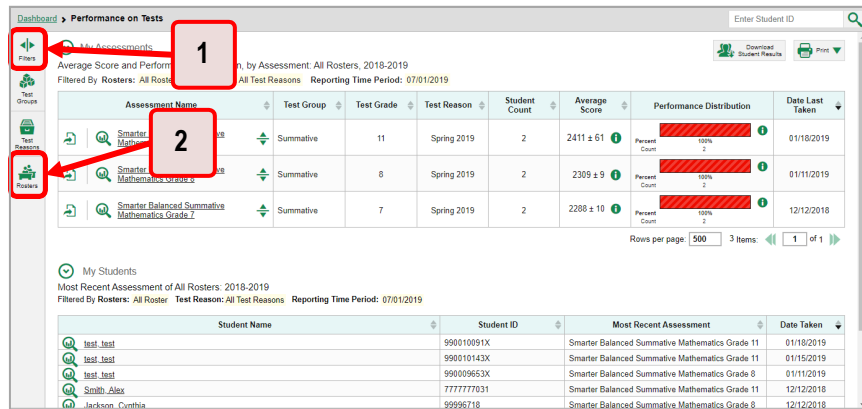 Dashboard > Performance on Tests
Enter Student ID
Filters
Test Groups
Test Reasons
Rosters
1
2
My Assessments
Download Student Results
Print
Average Score and Perform n, by Assessment: All Rosters, 2018-2019
Filtered By Rosters: All Roste All Test Reasons Reporting Time Period: 07/01/2019
Assessment Name Test Group Test Grade Test Reason Student Count Average Score Performance Distribution Date Last Taken
Smarter ve Summative 11 Spring 2019 2 2411 ± 61 Percent 100% 01/18/2019
Mathe Count 2
Smarter ve Summative 8 Spring 2019 2 2309 ± 9 Percent 100% 01/11/2019
Mathematics Grade 8 Count 2
Smarter Balanced Summative Summative 7 Spring 2019 2 2288 ± 10 Percent 100% 12/12/2018
Mathematics Grade 7 Count 2
Rows per page: 500 3 Items: 1 of 1
My Students
Most Recent Assessment of All Rosters: 2018-2019
Filtered By Rosters: All Roster Test Reason: All Test Reasons Reporting Time Period: 07/01/2019
Student Name Student ID Most Recent Assessment Date Taken
test, test 990010091X Smarter Balanced Summative Mathematics Grade 11 01/18/2019
test, test 990010143X Smarter Balanced Summative Mathematics Grade 11 01/15/2019
test, test 990009653X Smarter Balanced Summative Mathematics Grade 8 01/11/2019
Smith, Alex 7777777031 Smarter Balanced Summative Mathematics Grade 11 12/12/2018
Jackson, Cynthia 99996718 Smarter Balanced Summative Mathematics Grade 8 12/12/2018